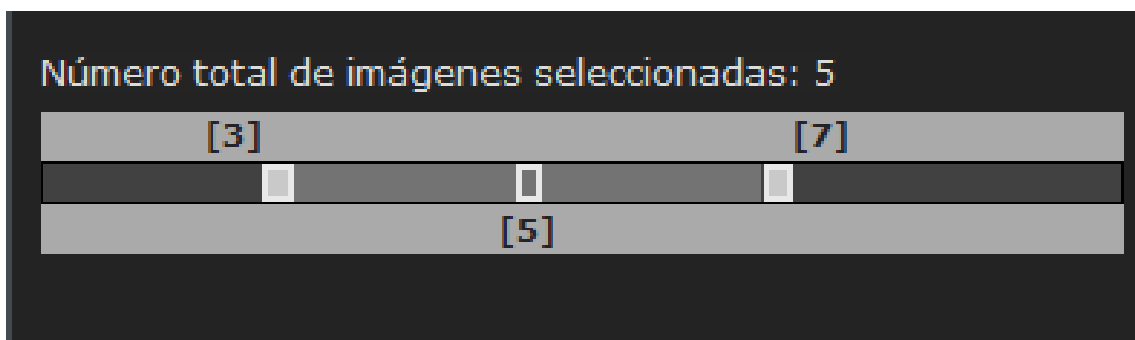 Número total de imágenes seleccionadas: 5
[3] [7]
[5]